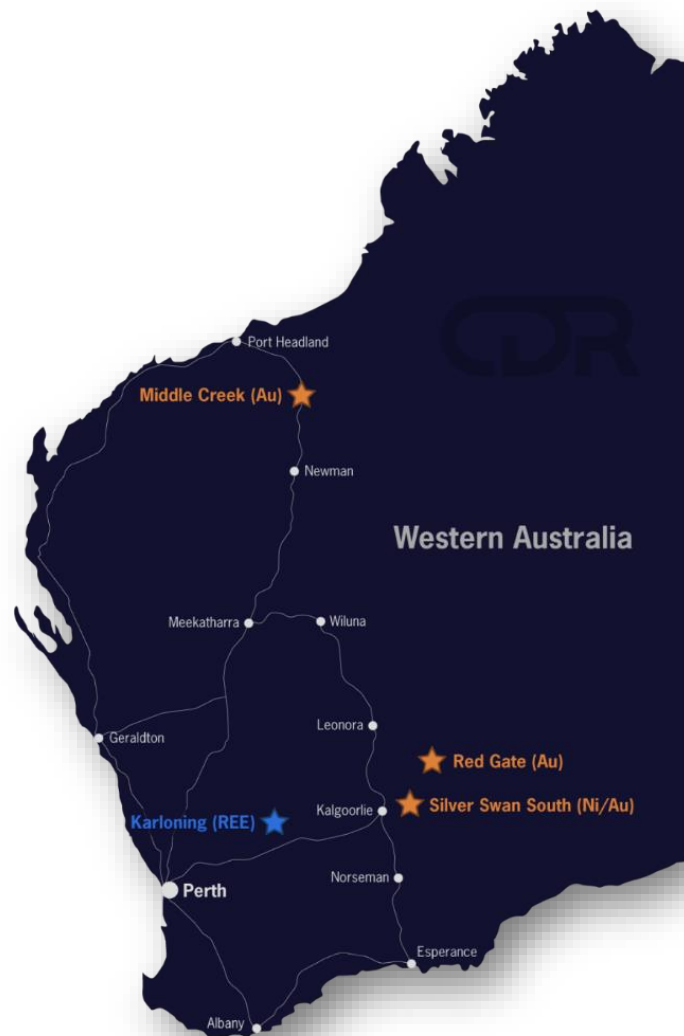 CDR
Port Headland
Middle Creek (Au)
Newman
Western Australia
Meekatharra
Wiluna
Leonora
Geraldton
Red Gate (Au)
Silver Swan South (Ni/Au)
Kalgoorlie
Karloning (REE)
Norseman
Perth
Esperance
Albany